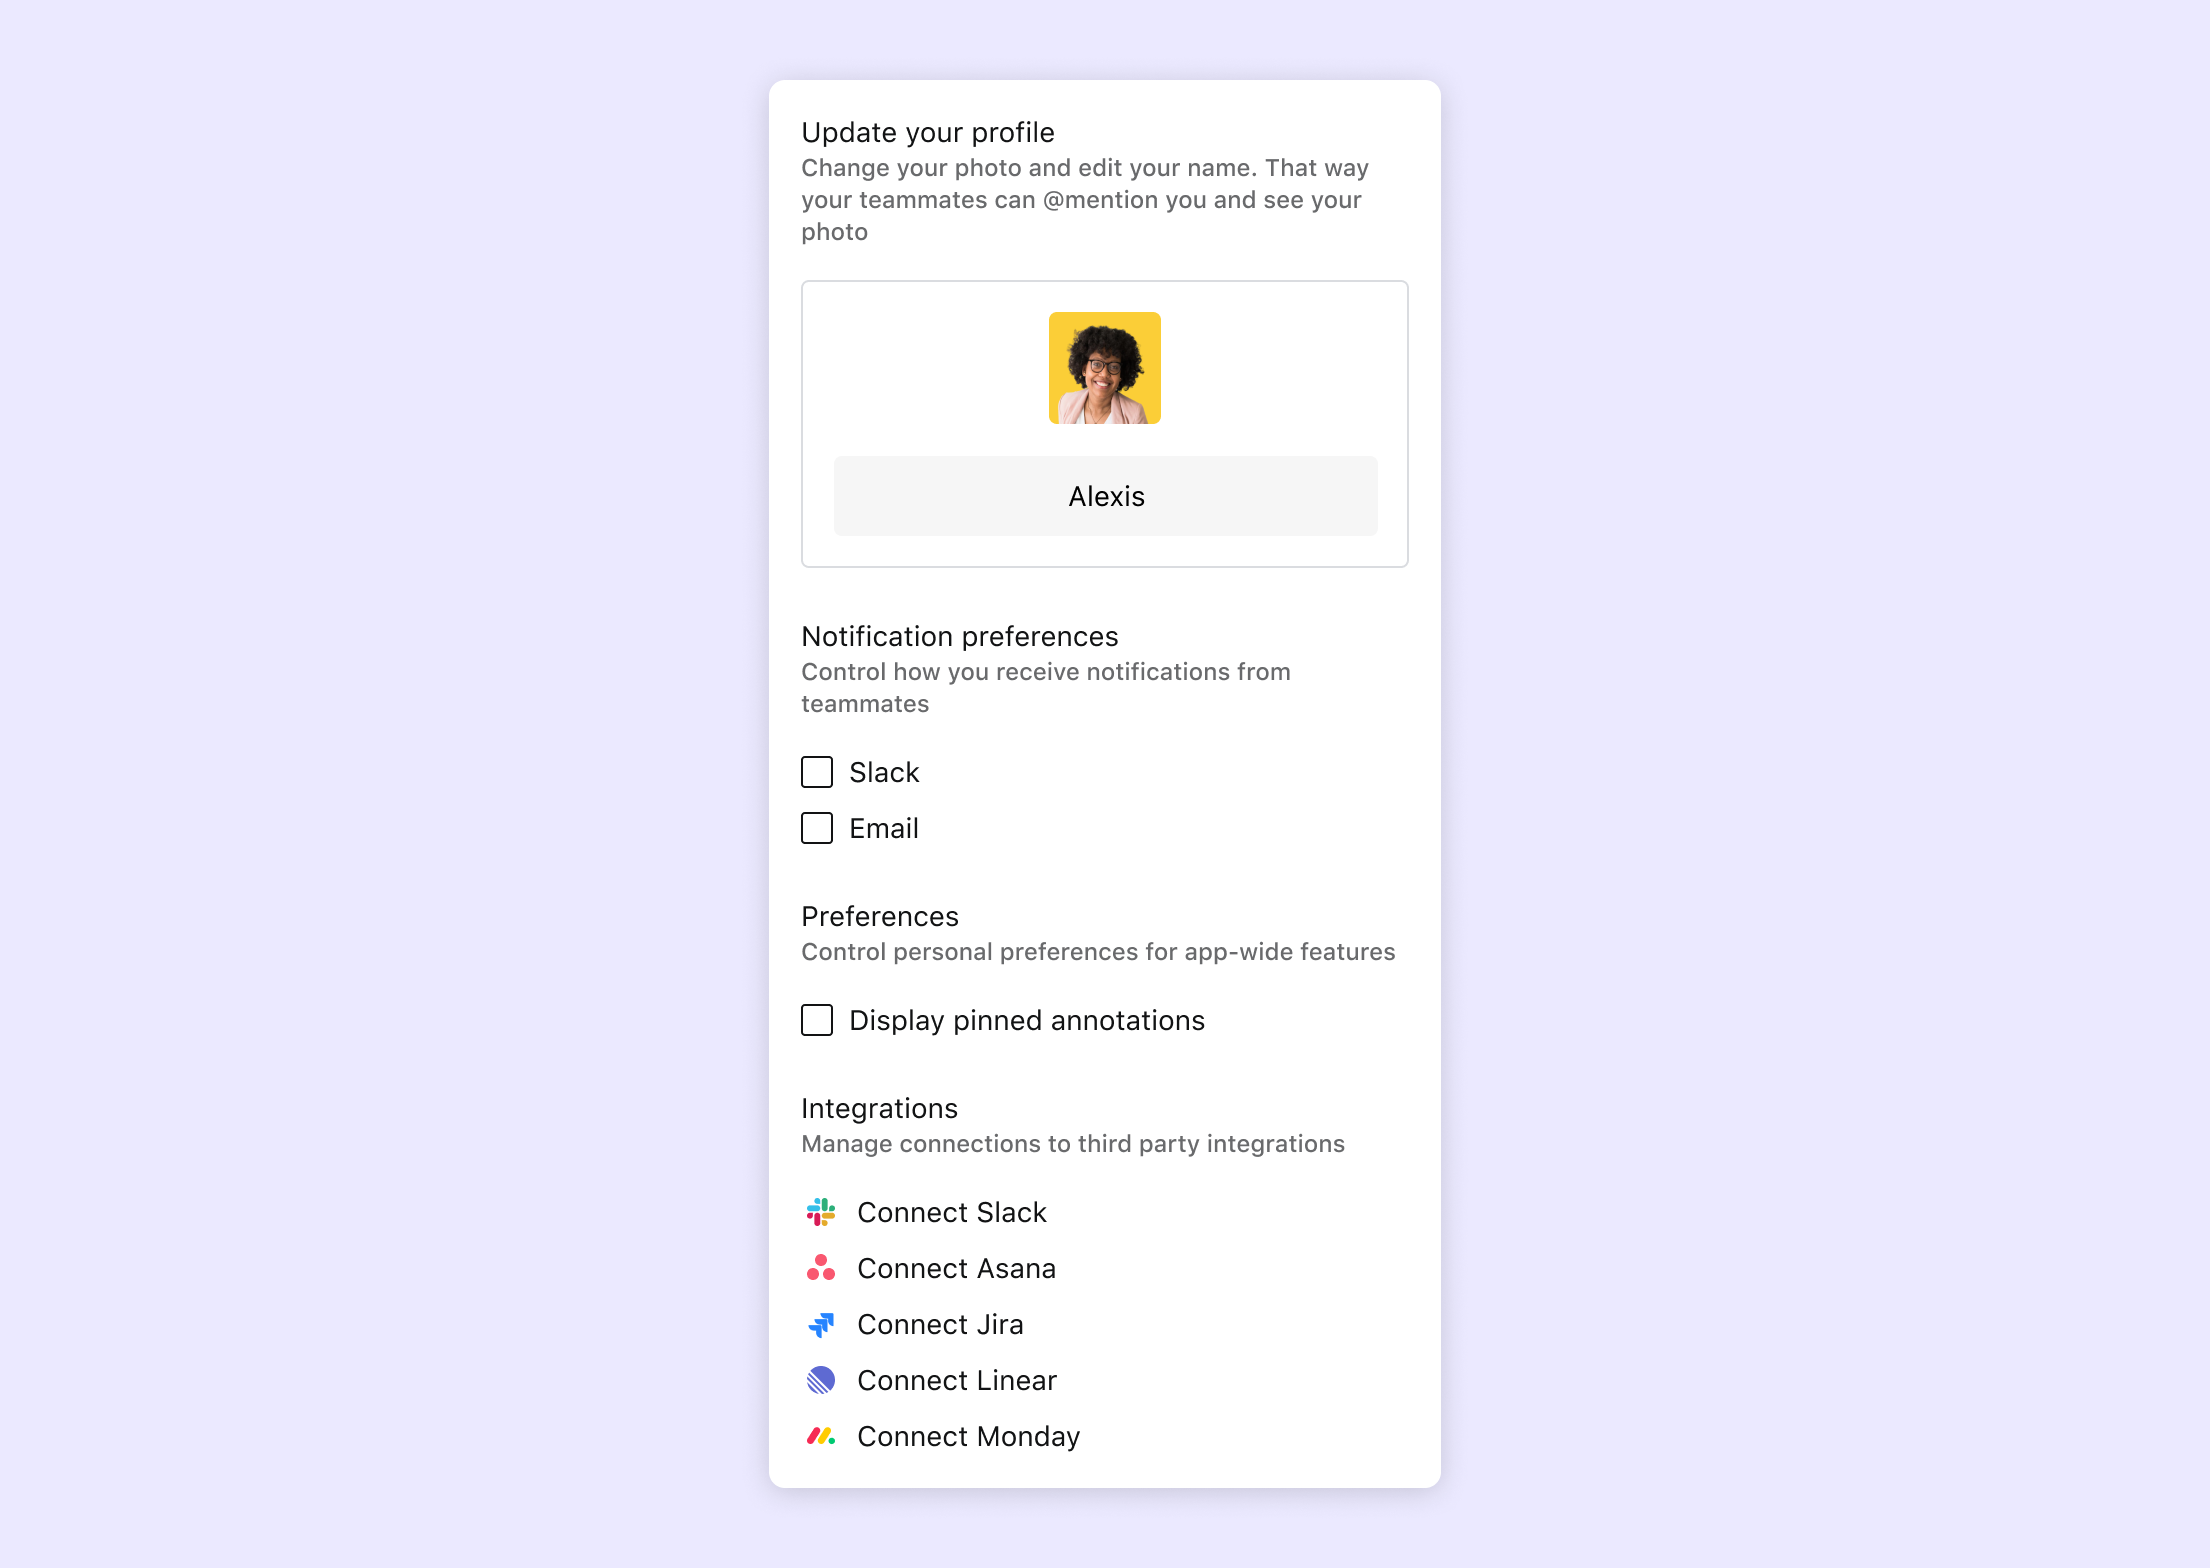 Update your profile
Change your photo and edit your name. That way
your teammates can @mention you and see your
photo
Alexis
Notification preferences
Control how you receive notifications from
teammates
Slack
Email
Preferences
Control personal preferences for app-wide features
Display pinned annotations
Integrations
Manage connections to third party integrations
Connect Slack
Connect Asana
Connect Jira
Connect Linear
Connect Monday